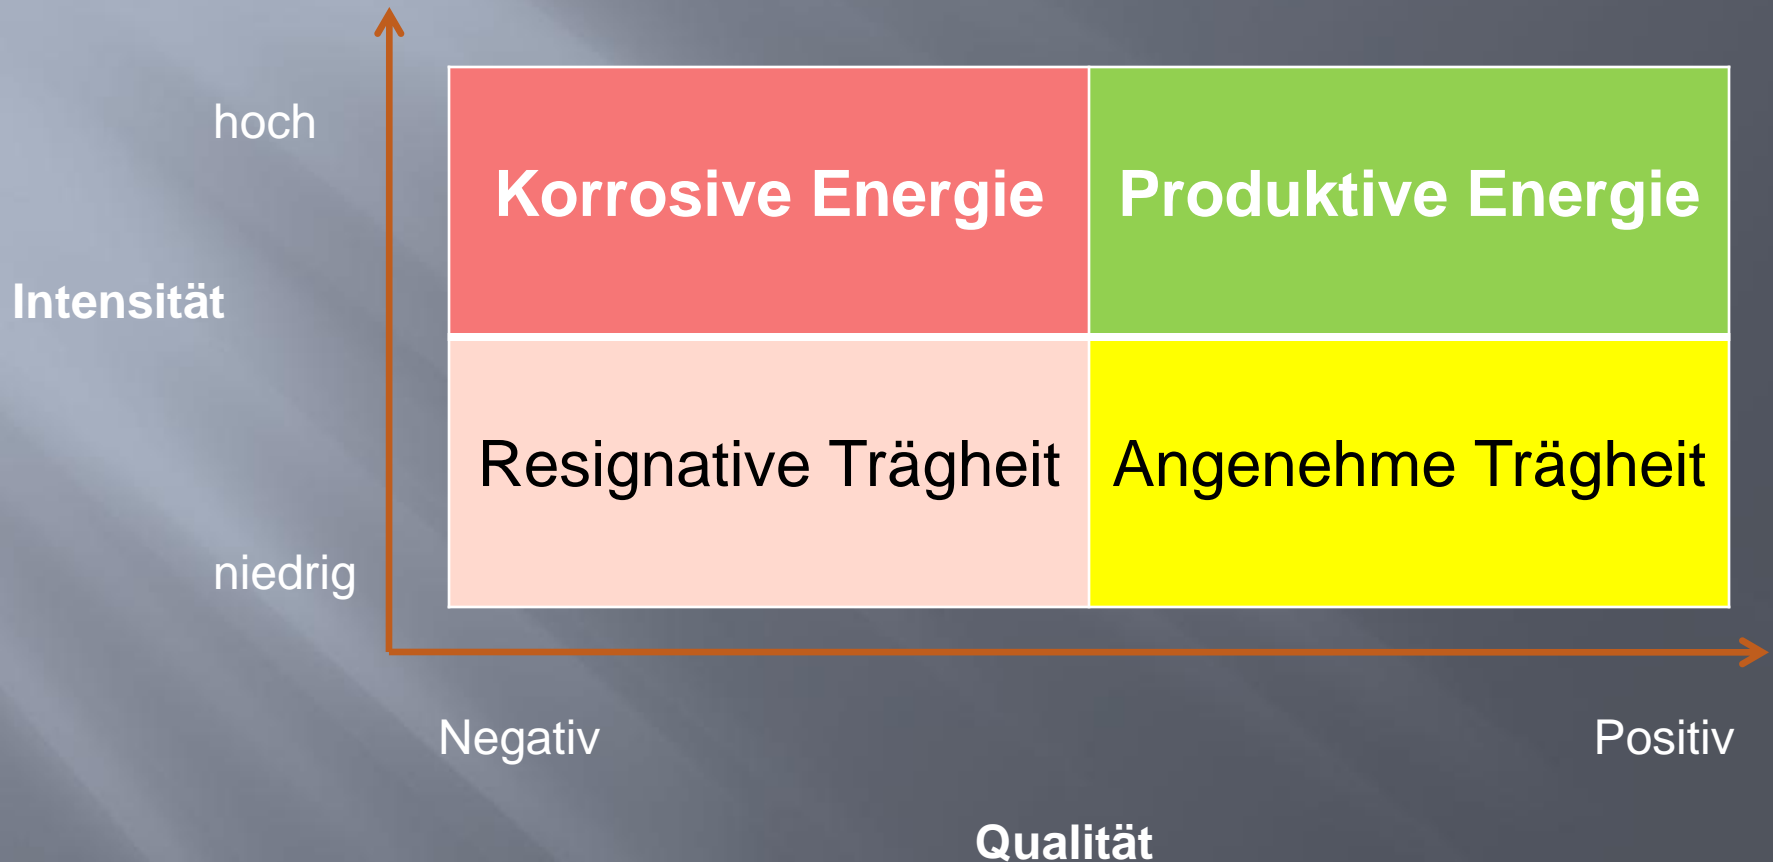 hoch
Korrosive Energie
Produktive Energie
Intensität
Resignative Trägheit
Angenehme Trägheit
niedrig
Negativ
Positiv
Qualität